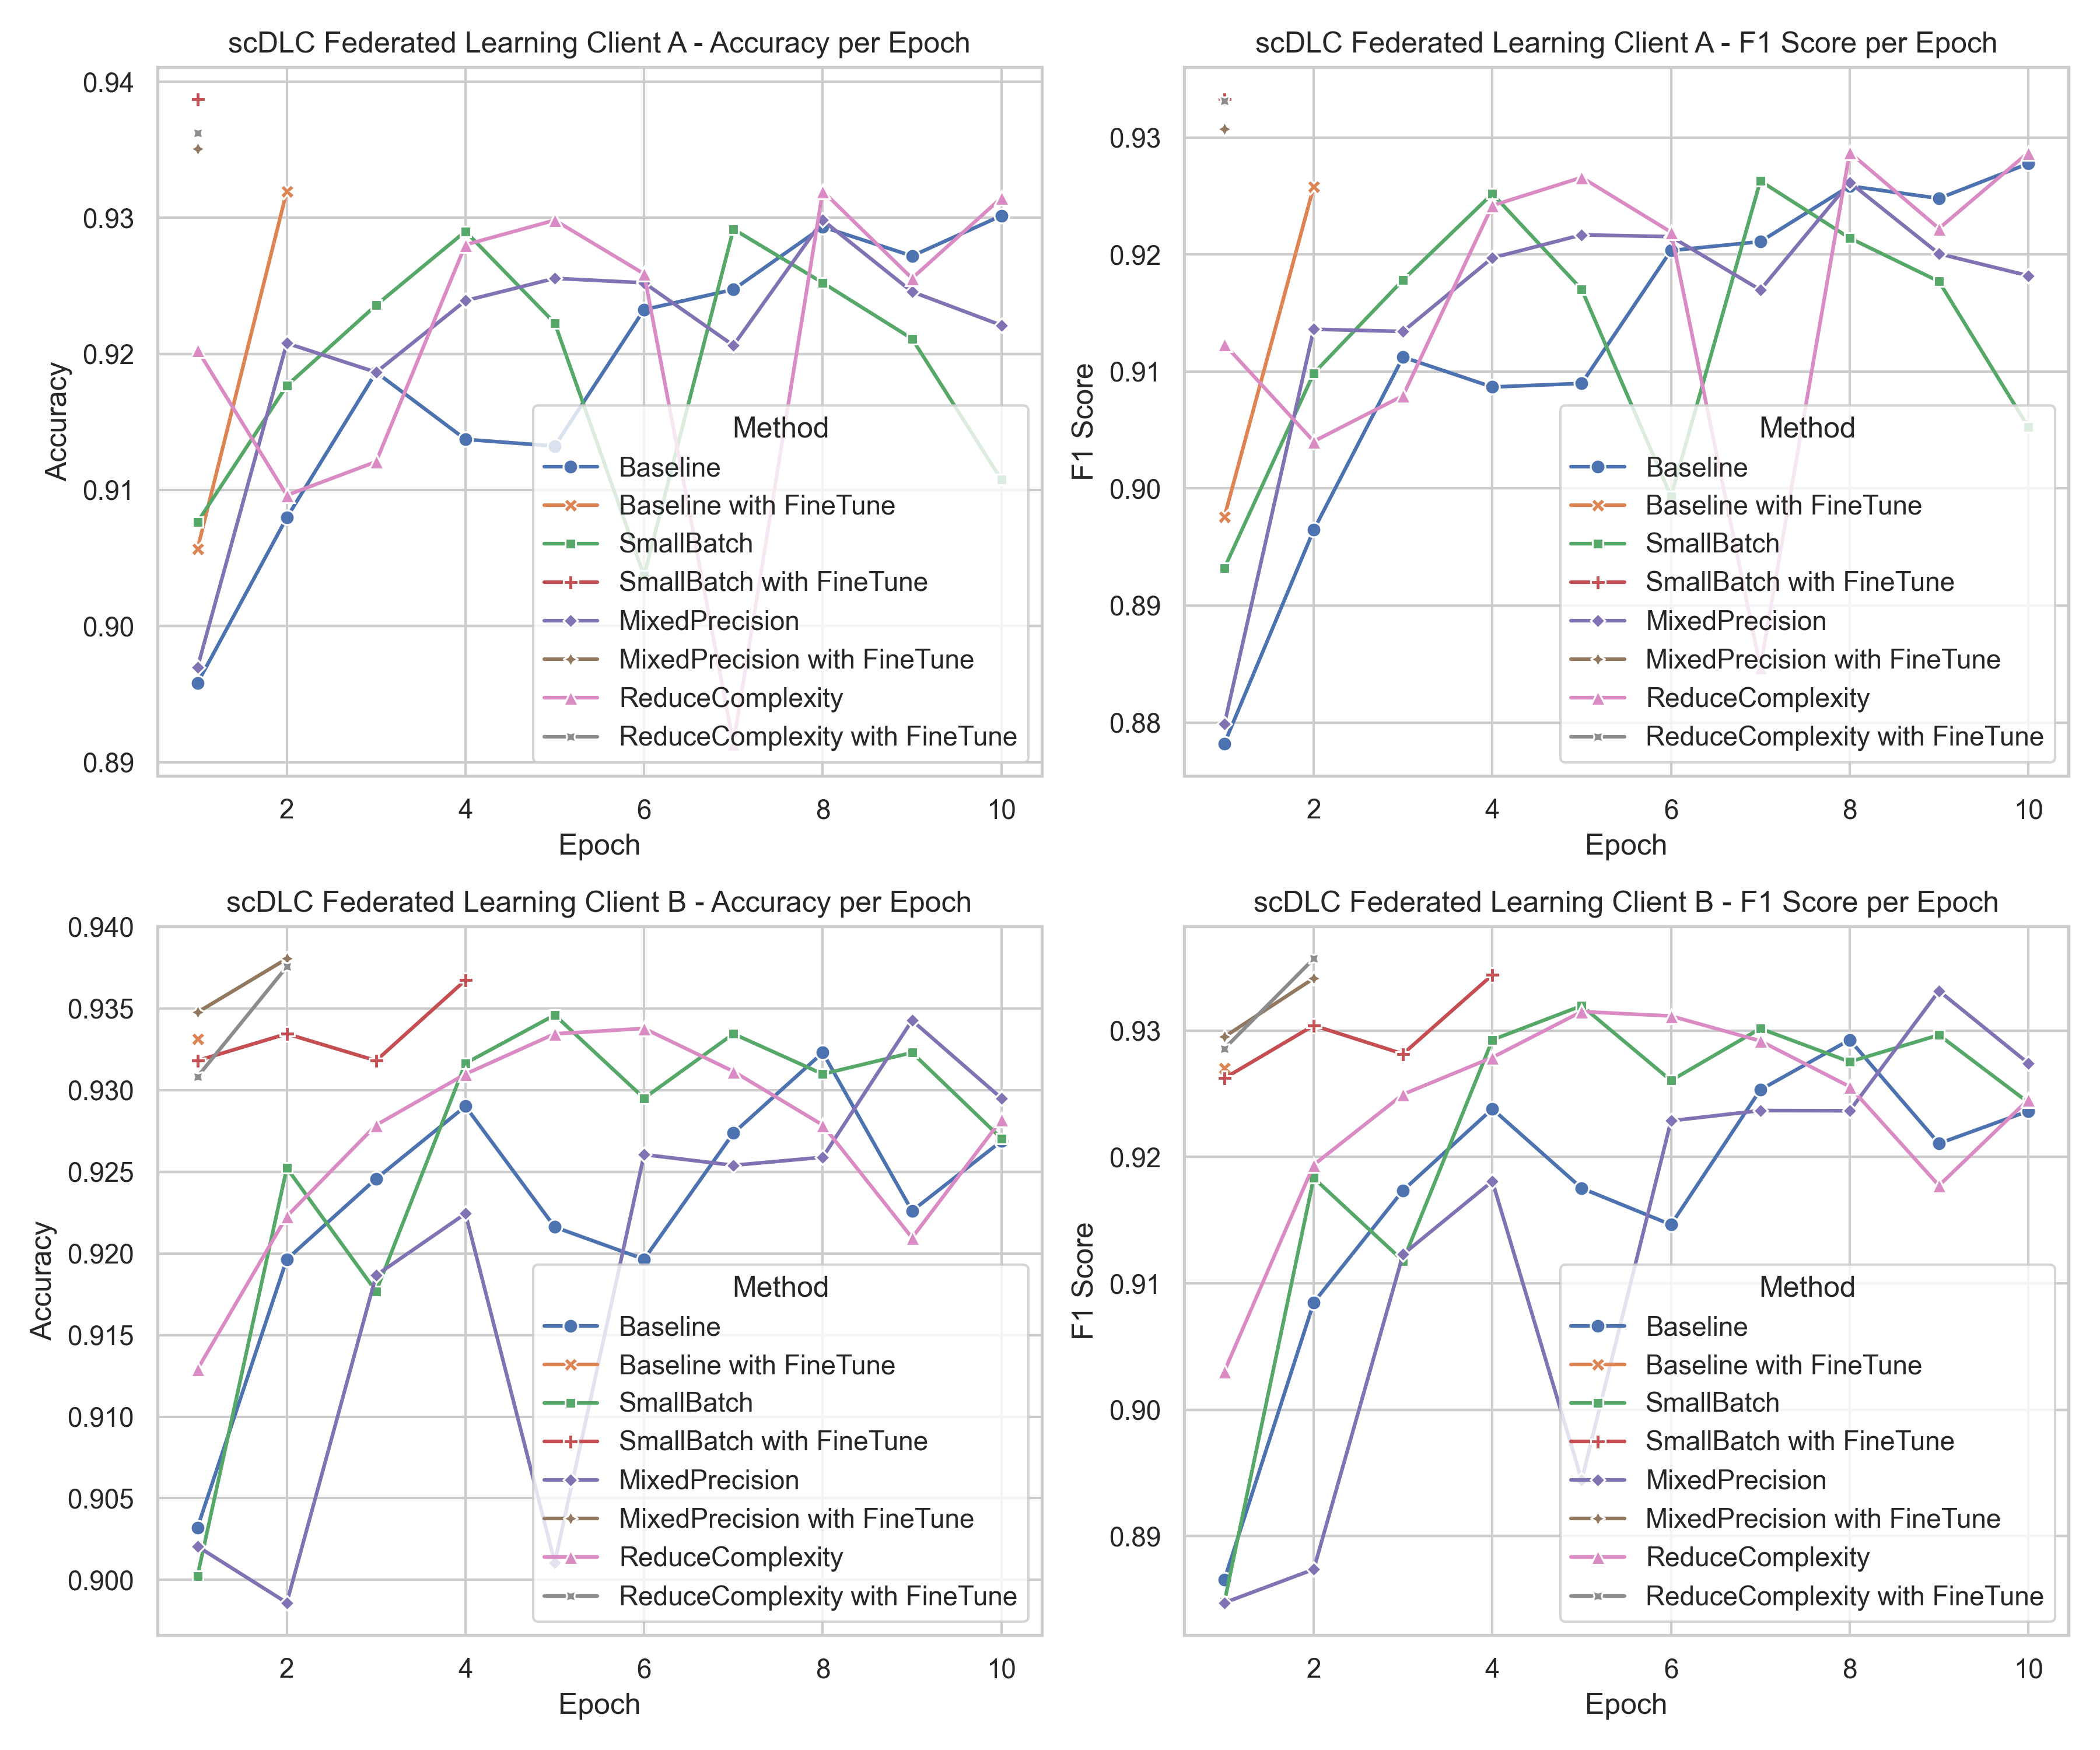 scDLC Federated Learning Client A - Accuracy per Epoch
0.94
0.93
0.92
0.91
0.90
0.89
Accuracy
2 4 6 8 10
Epoch
Method
Baseline
Baseline with FineTune
SmallBatch
SmallBatch with FineTune
MixedPrecision
MixedPrecision with FineTune
ReduceComplexity
ReduceComplexity with FineTune
scDLC Federated Learning Client A - F1 Score per Epoch
0.93
0.92
0.91
0.90
0.89
0.88
F1 Score
2 4 6 8 10
Epoch
Method
Baseline
Baseline with FineTune
SmallBatch
SmallBatch with FineTune
MixedPrecision
MixedPrecision with FineTune
ReduceComplexity
ReduceComplexity with FineTune
scDLC Federated Learning Client B - Accuracy per Epoch
0.940
0.935
0.930
0.925
0.920
0.915
0.910
0.905
0.900
Accuracy
2 4 6 8 10
Epoch
Method
Baseline
Baseline with FineTune
SmallBatch
SmallBatch with FineTune
MixedPrecision
MixedPrecision with FineTune
ReduceComplexity
ReduceComplexity with FineTune
scDLC Federated Learning Client B - F1 Score per Epoch
0.93
0.92
0.91
0.90
0.89
F1 Score
2 4 6 8 10
Epoch
Method
Baseline
Baseline with FineTune
SmallBatch
SmallBatch with FineTune
MixedPrecision
MixedPrecision with FineTune
ReduceComplexity
ReduceComplexity with FineTune